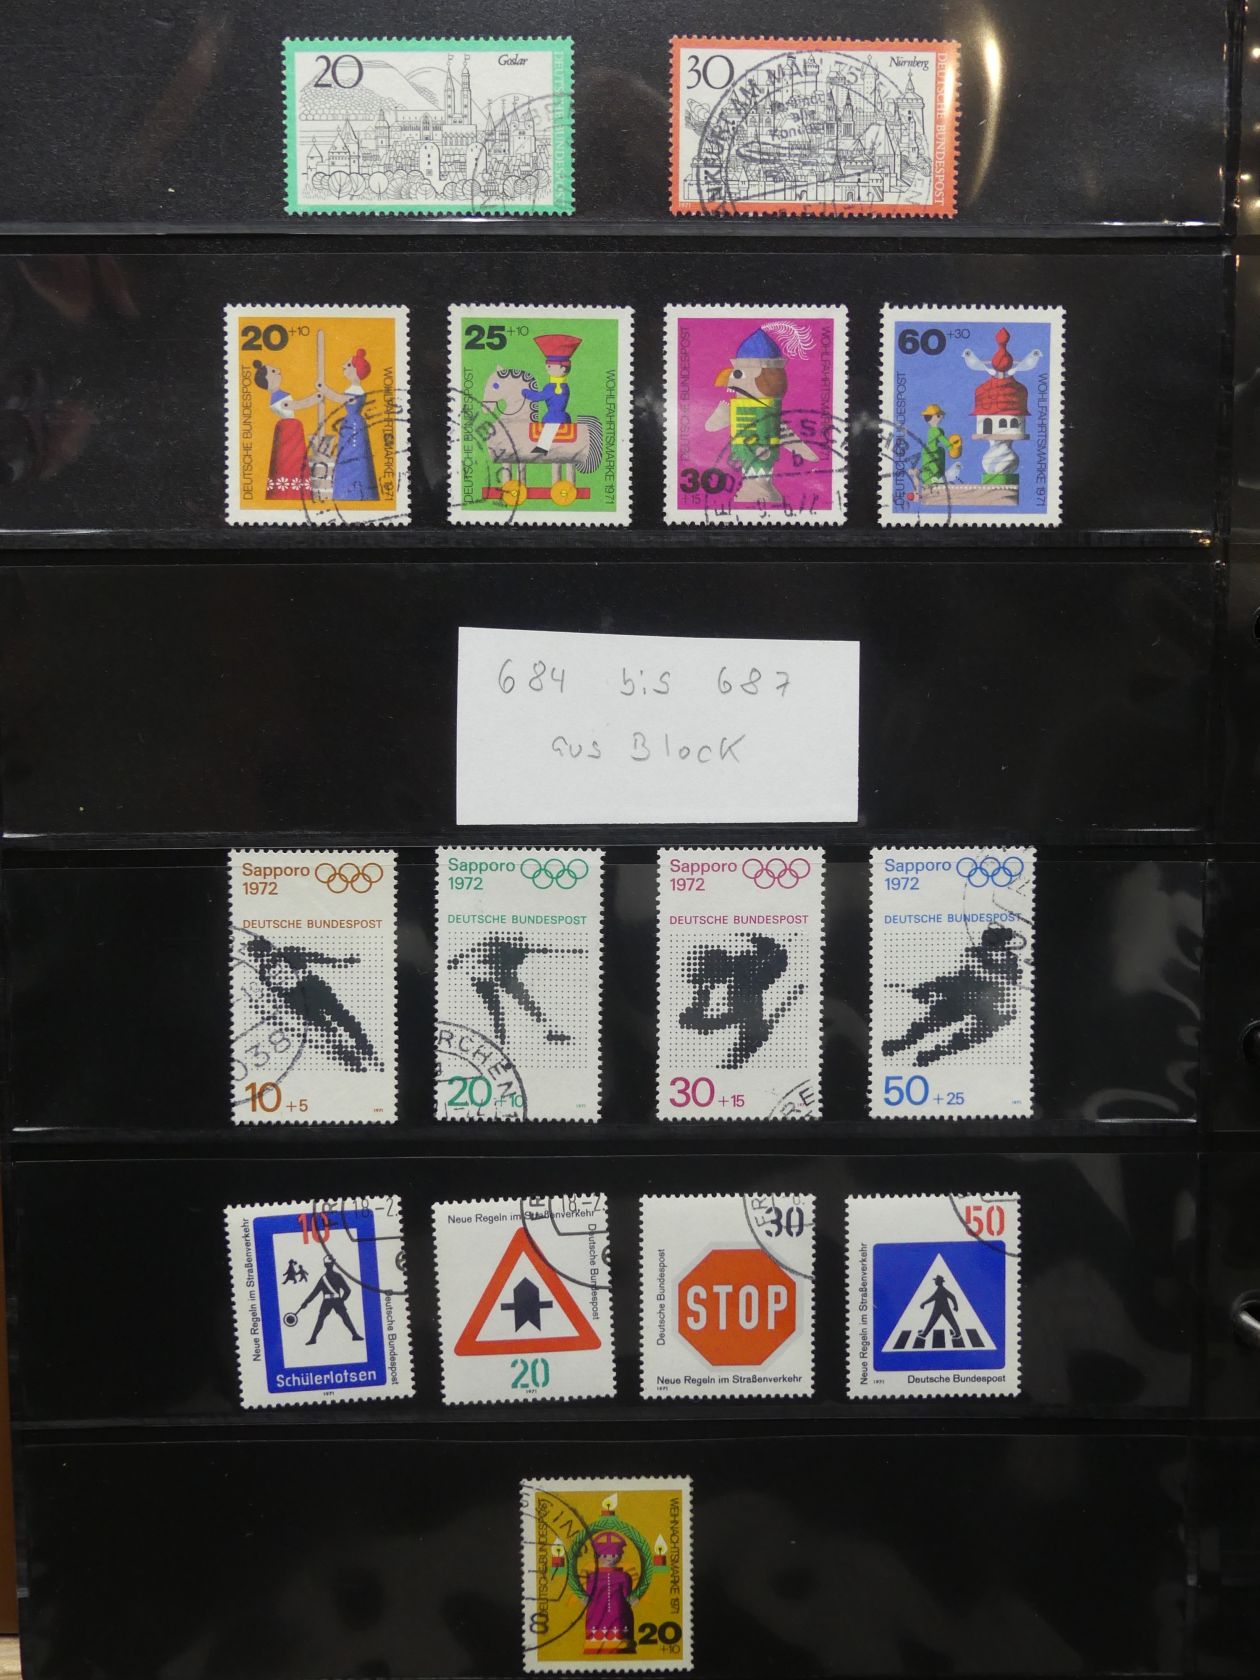 20 Goslar
DEUTSCHE BUNDESPOST
30 Nürnberg
DEUTSCHE BUNDESPOST
1971
20 +10
DEUTSCHE BUNDESPOST
WOHLFAHRTSMARKE 1971
25 +10
DEUTSCHE BUNDESPOST
WOHLFAHRTSMARKE 1971
DEUTSCHE BUNDESPOST
WOHLFAHRTSMARKE
30
+15
60 +30
DEUTSCHE BUNDESPOST
WOHLFAHRTSMARKE 1971
684 bis 687
aus Block
Sapporo
1972
DEUTSCHE BUNDESPOST
10 +5
1971
Sapporo
1972
DEUTSCHE BUNDESPOST
20 +10
1971
Sapporo
1972
DEUTSCHE BUNDESPOST
30 +15
Sapporo
1972
DEUTSCHE BUNDESPOST
50 +25
1971
10
Neue Regeln im Straßenverkehr
Deutsche Bundespost
Schülerlotsen
1971
Neue Regeln im Straßenverkehr
Deutsche Bundespost
20
1971
30
Deutsche Bundespost
STOP
Neue Regeln im Straßenverkehr
1971
50
Neue Regeln im Straßenverkehr
1971 Deutsche Bundespost
DEUTSCHE BUNDESPOST
WEIHNACHTSMARKE 1971
20
+10